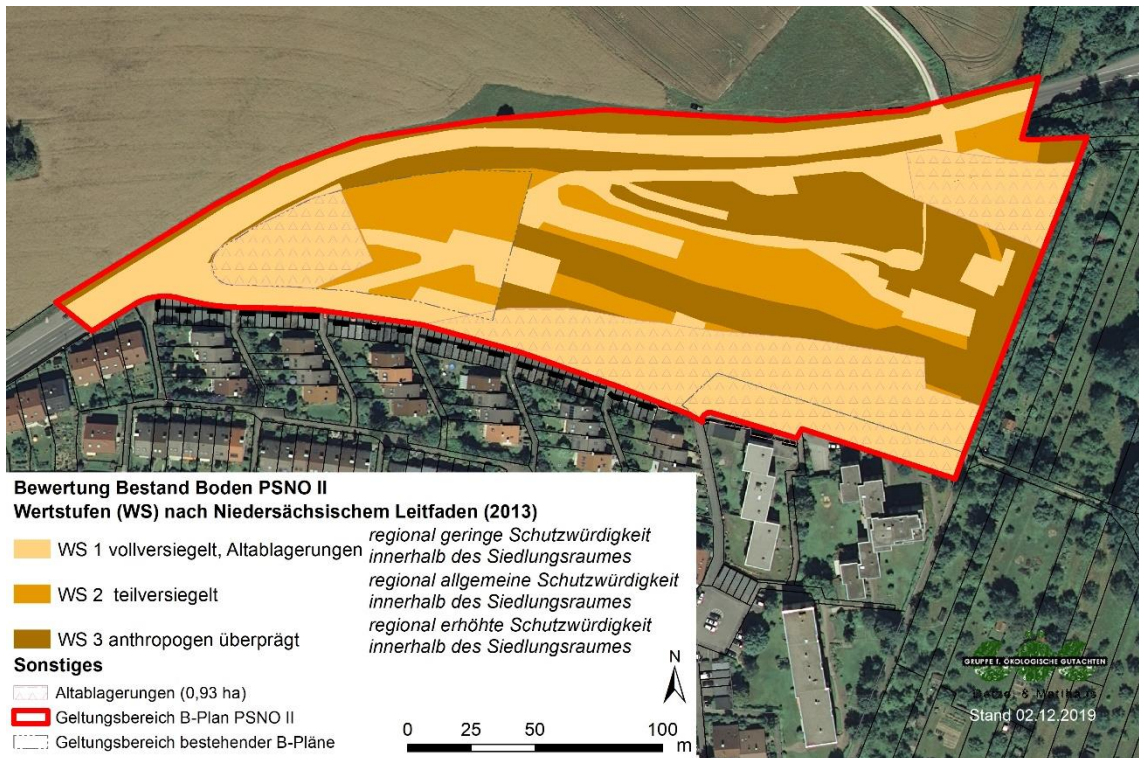 Bewertung Bestand Boden PSNO II
Wertstufen (WS) nach Niedersächsischem Leitfaden (2013)
WS 1 vollversiegelt, Altablagerungen regional geringe Schutzwürdigkeit
innerhalb des Siedlungsraumes
WS 2 teilversiegelt regional allgemeine Schutzwürdigkeit
innerhalb des Siedlungsraumes
WS 3 anthropogen überprägt regional erhöhte Schutzwürdigkeit
innerhalb des Siedlungsraumes
Sonstiges
Altablagerungen (0,93 ha)
Geltungsbereich B-Plan PSNO II
Geltungsbereich bestehender B-Pläne
N
0 25 50 100
m
GRUPPE F. ÖKOLOGISCHE GUTACHTEN
Stand 02.12.2019